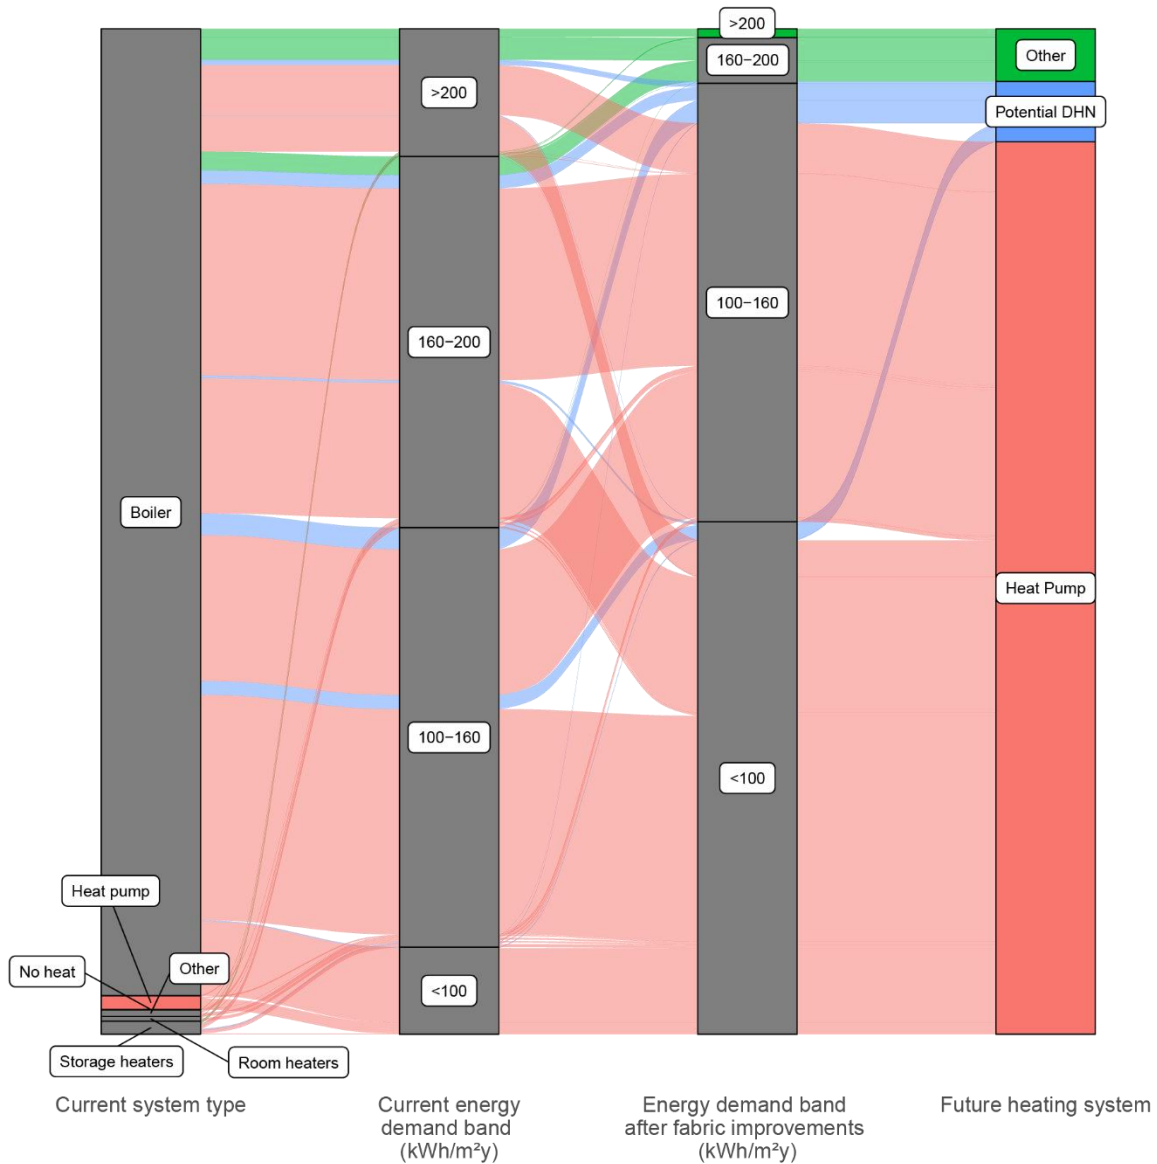 >200
160−200
Other
>200
Potential DHN
100−160
160−200
Boiler
Heat Pump
100−160
<100
Heat pump
No heat
Other
<100
Storage heaters
Room heaters
Current system type
Current energy
demand band
(kWh/m²y)
Energy demand band
after fabric improvements
(kWh/m²y)
Future heating system